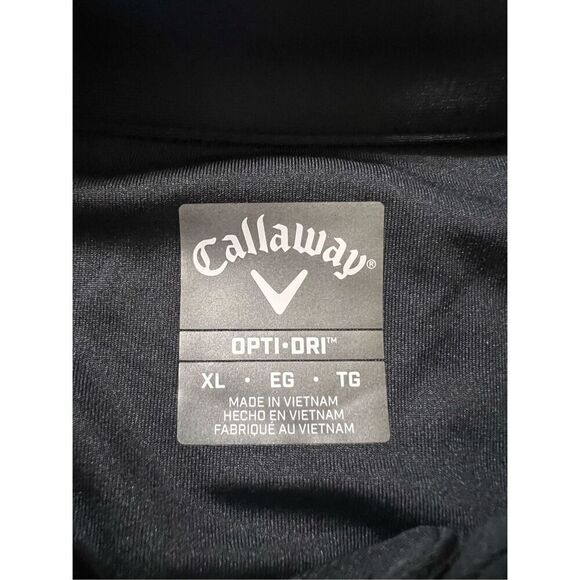 Callaway®
OPTI•DRI™
XL • EG • TG
MADE IN VIETNAM
HECHO EN VIETNAM
FABRIQUÉ AU VIETNAM